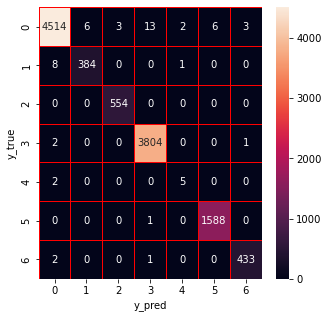 4514 6 3 13 2 6 3
8 384 0 0 1 0 0
0 0 554 0 0 0 0
2 0 0 3804 0 0 1
2 0 0 0 5 0 0
0 0 0 1 0 1588 0
2 0 0 1 0 0 433
0 1 2 3 4 5 6
y_pred
0
1
2
3
4
5
6
y_true
4000
3000
2000
1000
0